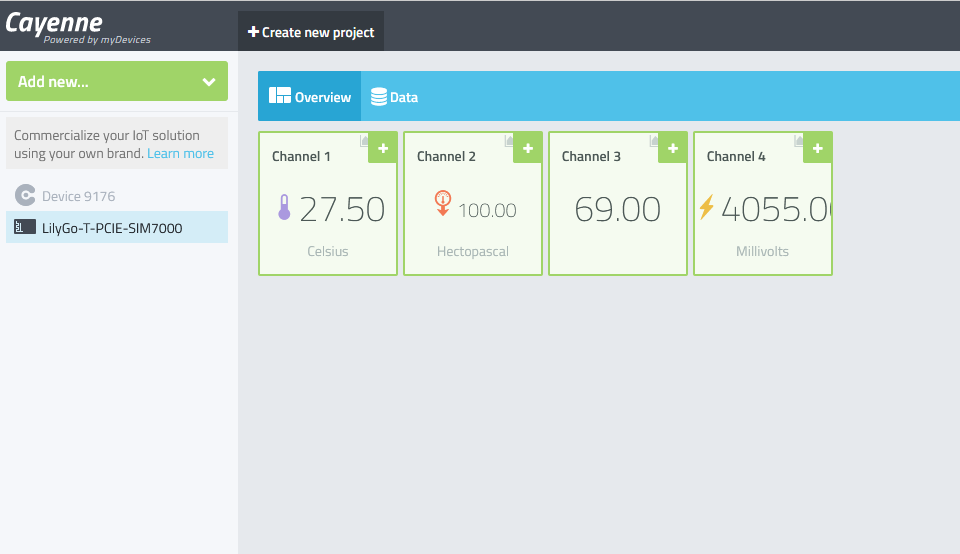 Cayenne
Powered by myDevices
Create new project
Add new...
Overview
Data
Commercialize your IoT solution
using your own brand. Learn more
Device 9176
LilyGo-T-PCIE-SIM7000
Channel 1
27.50
Celsius
Channel 2
100.00
Hectopascal
Channel 3
69.00
Channel 4
4055.0
Millivolts